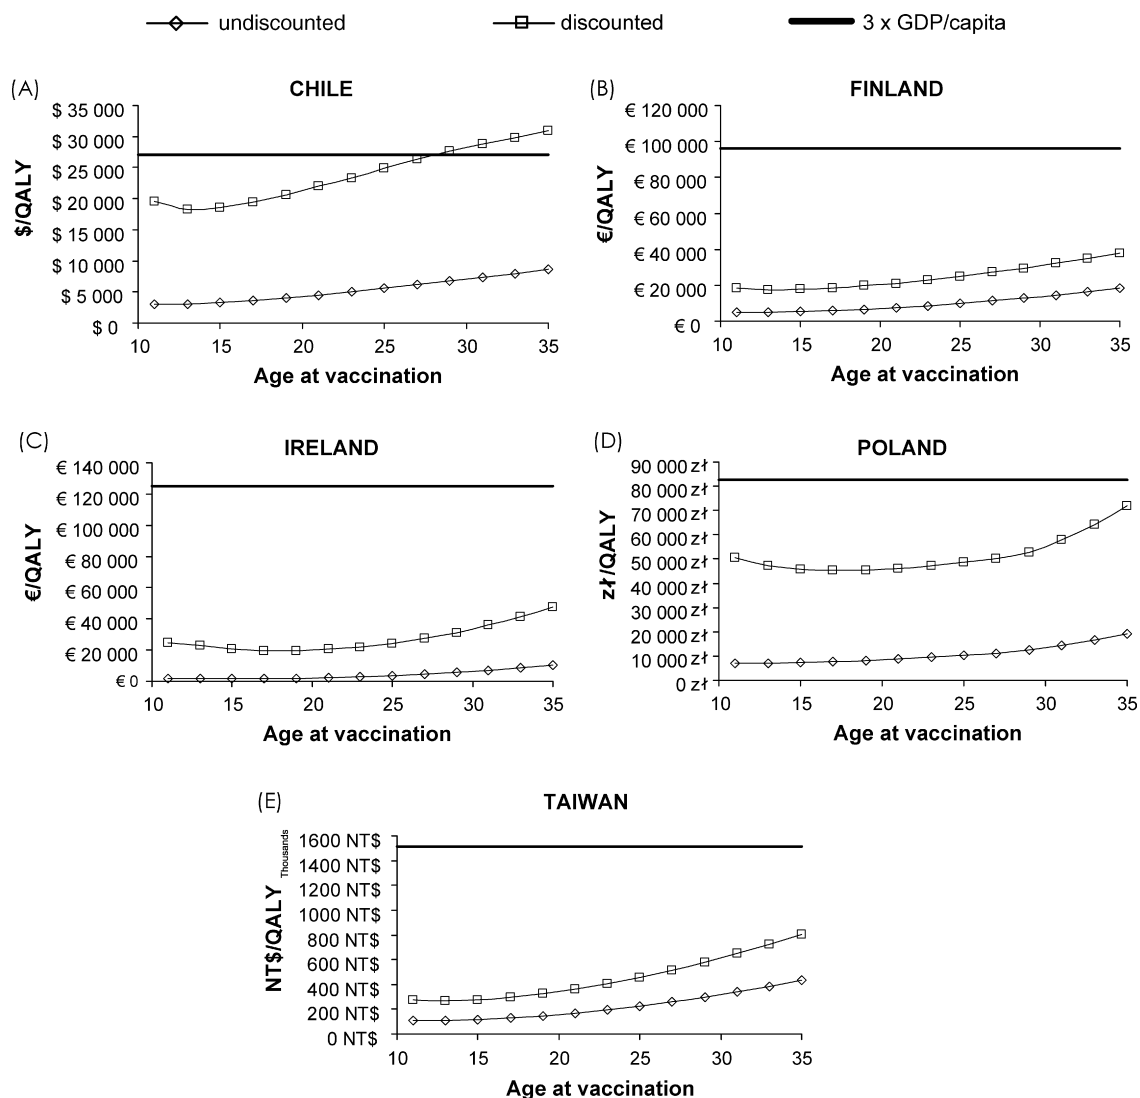 undiscounted
discounted
3 x GDP/capita
(A)
CHILE
$ 35 000
$ 30 000
$ 25 000
$ 20 000
$ 15 000
$ 10 000
$ 5 000
$ 0
$/QALY
10 15 20 25 30 35
Age at vaccination
(B)
FINLAND
€ 120 000
€ 100 000
€ 80 000
€ 60 000
€ 40 000
€ 20 000
€ 0
€/QALY
10 15 20 25 30 35
Age at vaccination
(C)
IRELAND
€ 140 000
€ 120 000
€ 100 000
€ 80 000
€ 60 000
€ 40 000
€ 20 000
€ 0
€/QALY
10 15 20 25 30 35
Age at vaccination
(D)
POLAND
90 000 zł
80 000 zł
70 000 zł
60 000 zł
50 000 zł
40 000 zł
30 000 zł
20 000 zł
10 000 zł
0 zł
zł/QALY
10 15 20 25 30 35
Age at vaccination
(E)
TAIWAN
1600 NT$
1400 NT$
1200 NT$
1000 NT$
800 NT$
600 NT$
400 NT$
200 NT$
0 NT$
NT$/QALY
Thousands
10 15 20 25 30 35
Age at vaccination